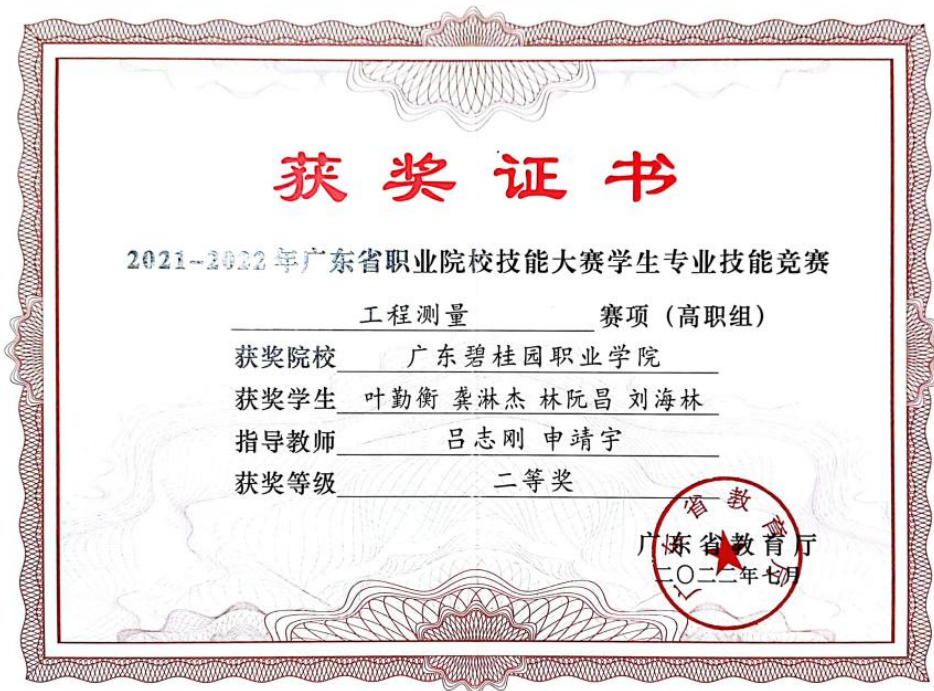 获奖证书
2021-2022年广东省职业院校技能大赛学生专业技能竞赛
工程测量 赛项（高职组）
获奖院校 广东碧桂园职业学院
获奖学生 叶勤衡 龚淋杰 林阮昌 刘海林
指导教师 吕志刚 申靖宇
获奖等级 二等奖
广东省教育厅
广东省教育厅
二〇二二年七月